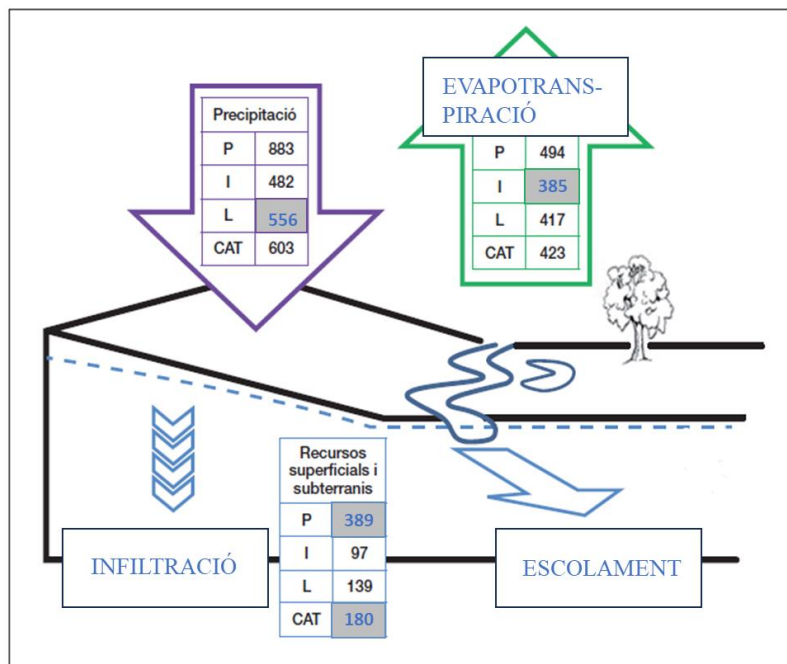 Precipitació
P 883
I 482
L 556
CAT 603
EVAPOTRANS-
PIRACIÓ
P 494
I 385
L 417
CAT 423
Recursos
superficials i
subterranis
P 389
I 97
L 139
CAT 180
INFILTRACIÓ
ESCOLAMENT